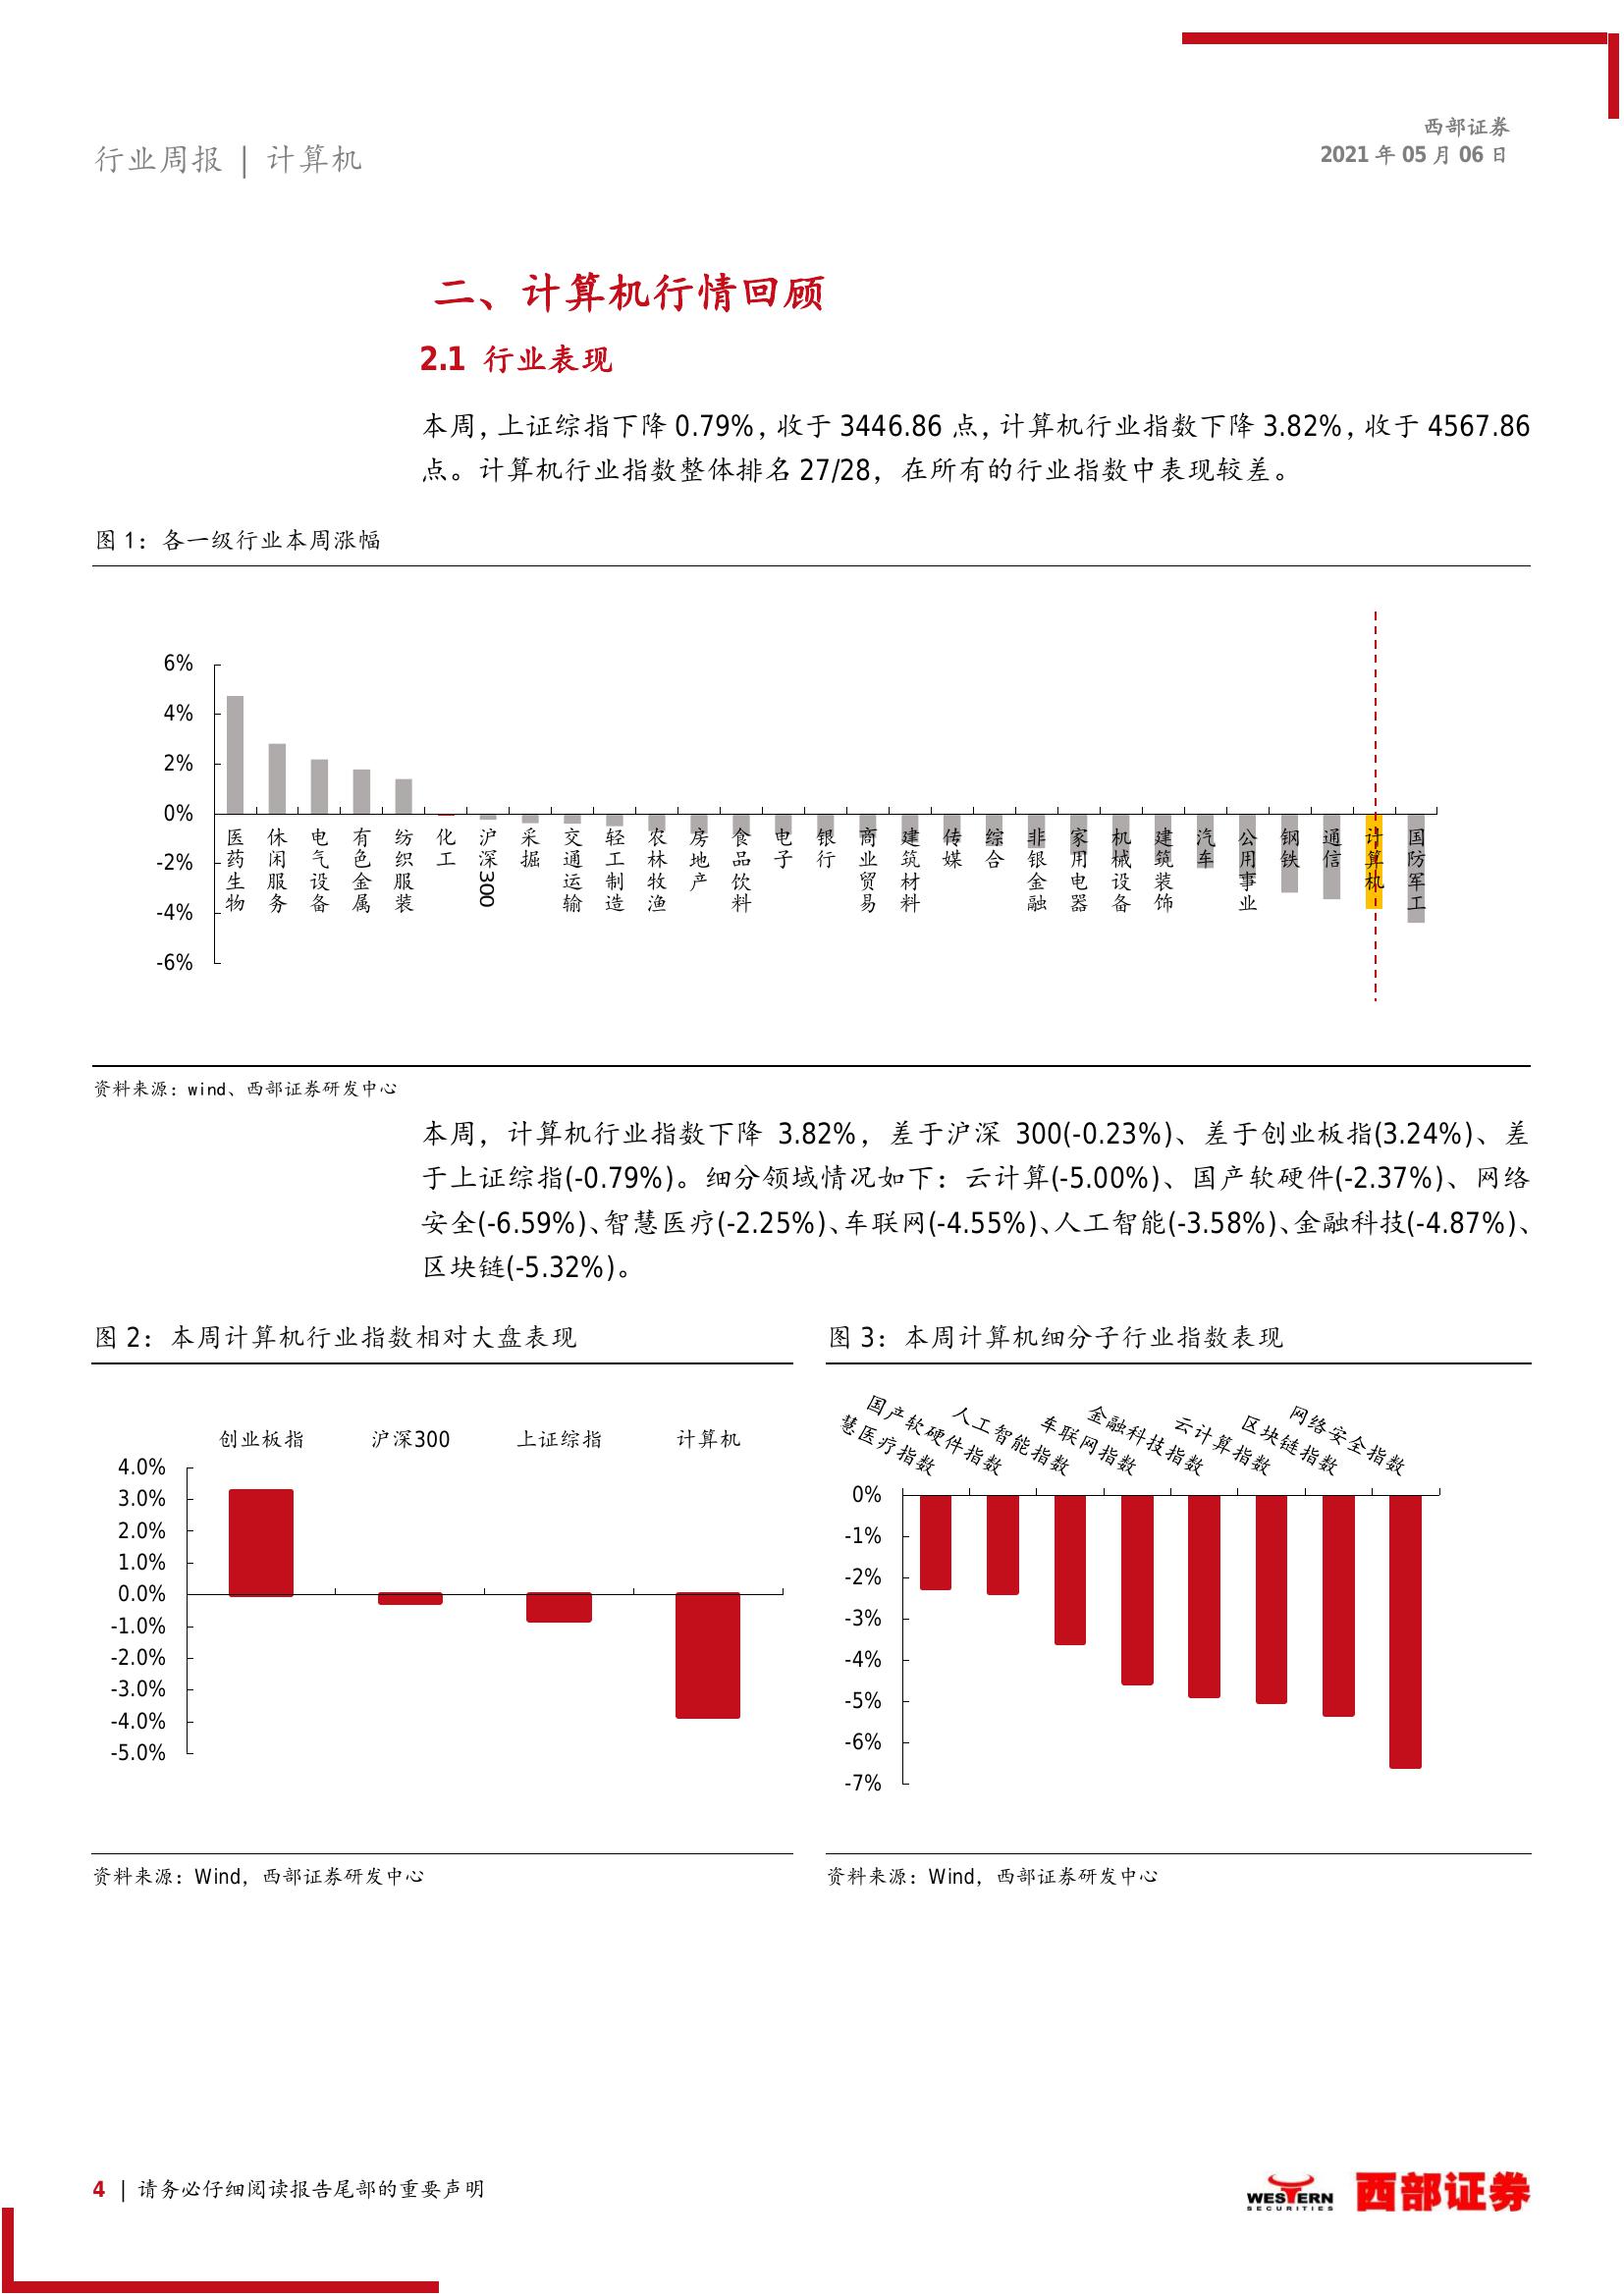 西部证券
行业周报 | 计算机
2021 年 05 月 06 日
二、计算机行情回顾
2.1 行业表现
本周，上证综指下降 0.79%，收于 3446.86 点，计算机行业指数下降 3.82%，收于 4567.86
点。计算机行业指数整体排名 27/28，在所有的行业指数中表现较差。
图 1：各一级行业本周涨幅
6%
4%
2%
0%
-2%
-4%
-6%
医药生物
休闲服务
电气设备
有色金属
纺织服装
化工
沪深300
采掘
交通运输
轻工制造
农林牧渔
房地产
食品饮料
电子
银行
商业贸易
建筑材料
传媒
综合
非银金融
家用电器
机械设备
建筑装饰
汽车
公用事业
钢铁
通信
计算机
国防军工
资料来源：wind、西部证券研发中心
本周，计算机行业指数下降 3.82%，差于沪深 300(-0.23%)、差于创业板指(3.24%)、差
于上证综指(-0.79%)。细分领域情况如下：云计算(-5.00%)、国产软硬件(-2.37%)、网络
安全(-6.59%)、智慧医疗(-2.25%)、车联网(-4.55%)、人工智能(-3.58%)、金融科技(-4.87%)、
区块链(-5.32%)。
图 2：本周计算机行业指数相对大盘表现
创业板指 沪深300 上证综指 计算机
4.0%
3.0%
2.0%
1.0%
0.0%
-1.0%
-2.0%
-3.0%
-4.0%
-5.0%
资料来源：Wind，西部证券研发中心
图 3：本周计算机细分子行业指数表现
慧医疗指数
国产软硬件指数
人工智能指数
车联网指数
金融科技指数
云计算指数
区块链指数
网络安全指数
0%
-1%
-2%
-3%
-4%
-5%
-6%
-7%
资料来源：Wind，西部证券研发中心
4 | 请务必仔细阅读报告尾部的重要声明
WESTERN
SECURITIES
西部证券